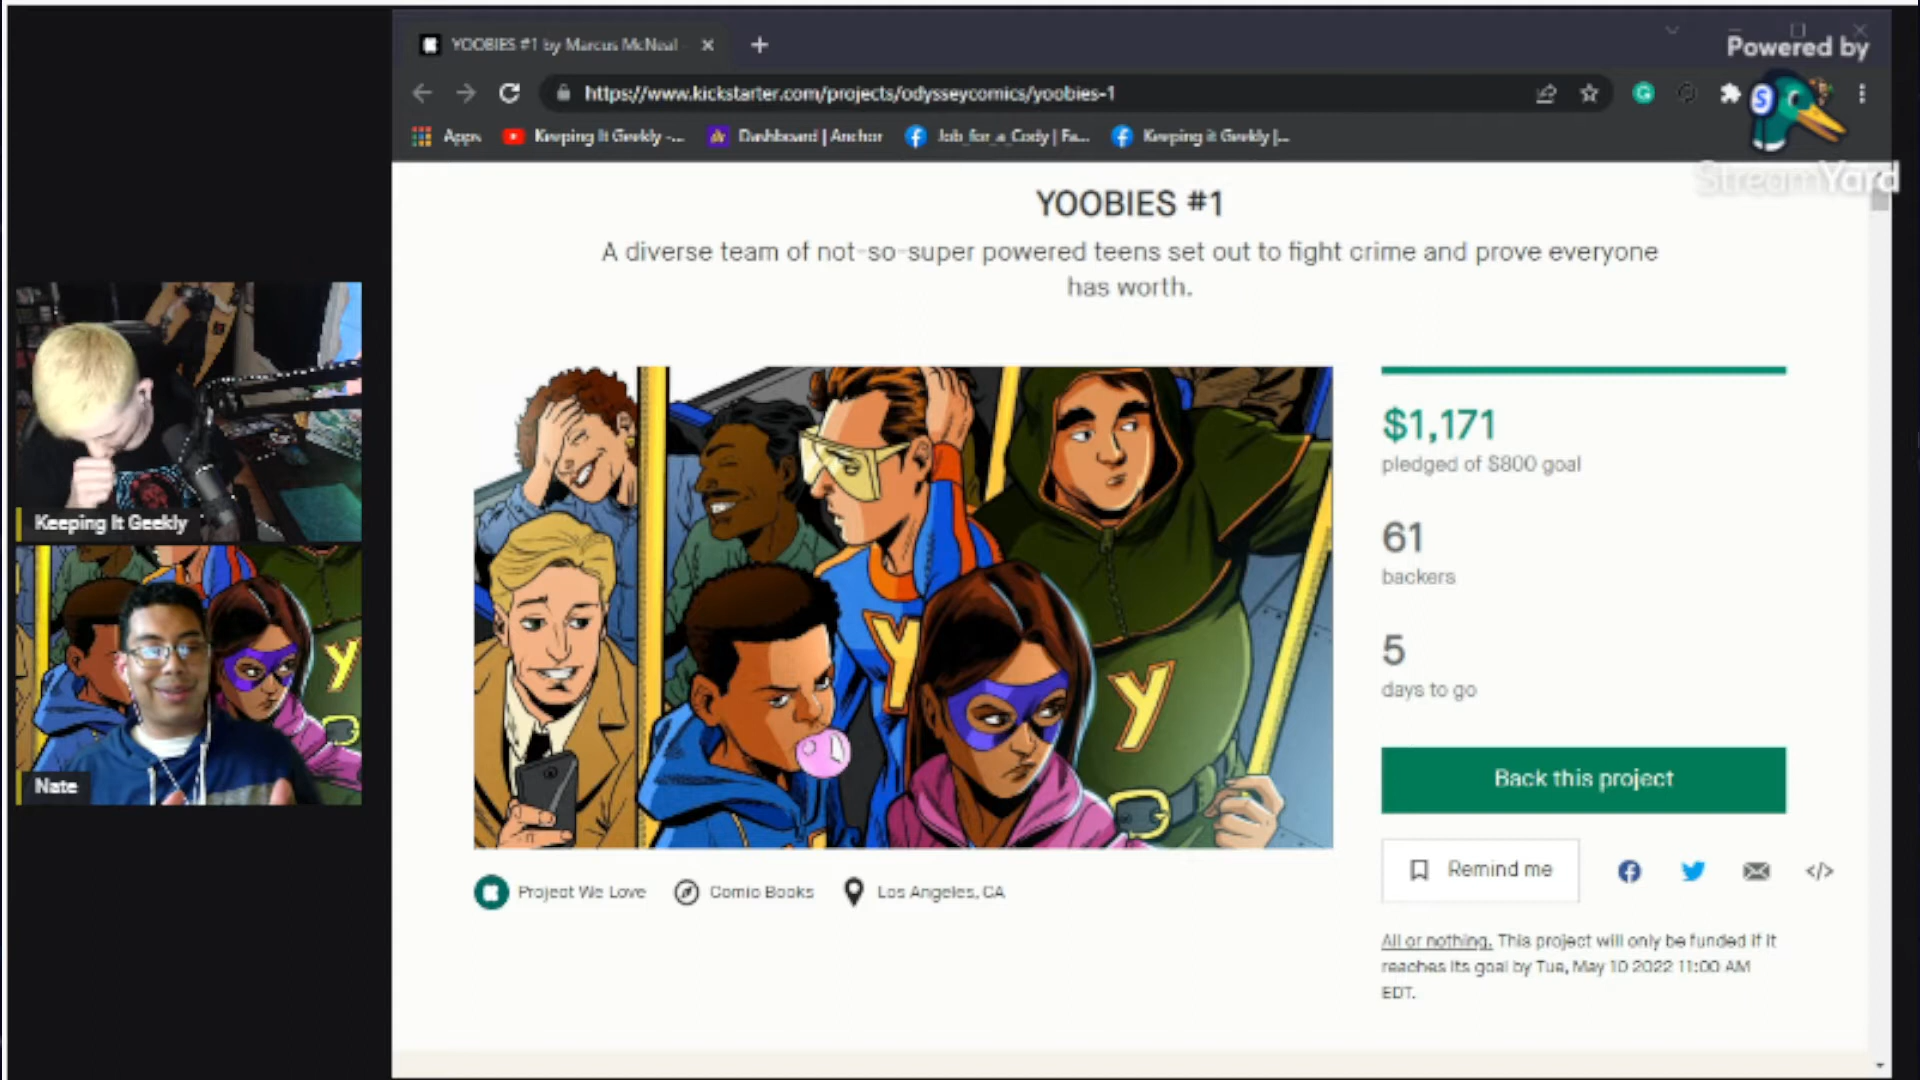 YOOBIES #1 by Marcus McNeal
Powered by
StreamYard
https://www.kickstarter.com/projects/odysseycomics/yoobies-1
Apps
Keeping It Geekly -...
Dashboard | Anchor
Job_for_a_Cody | Fa...
Keeping it Geekly |...
YOOBIES #1
A diverse team of not-so-super powered teens set out to fight crime and prove everyone
has worth.
Y
Y
$1,171
pledged of $800 goal
61
backers
5
days to go
Back this project
Remind me
Project We Love
Comic Books
Los Angeles, CA
All or nothing. This project will only be funded if it
reaches its goal by Tue, May 10 2022 11:00 AM
EDT.
Keeping It Geekly
Y
Nate